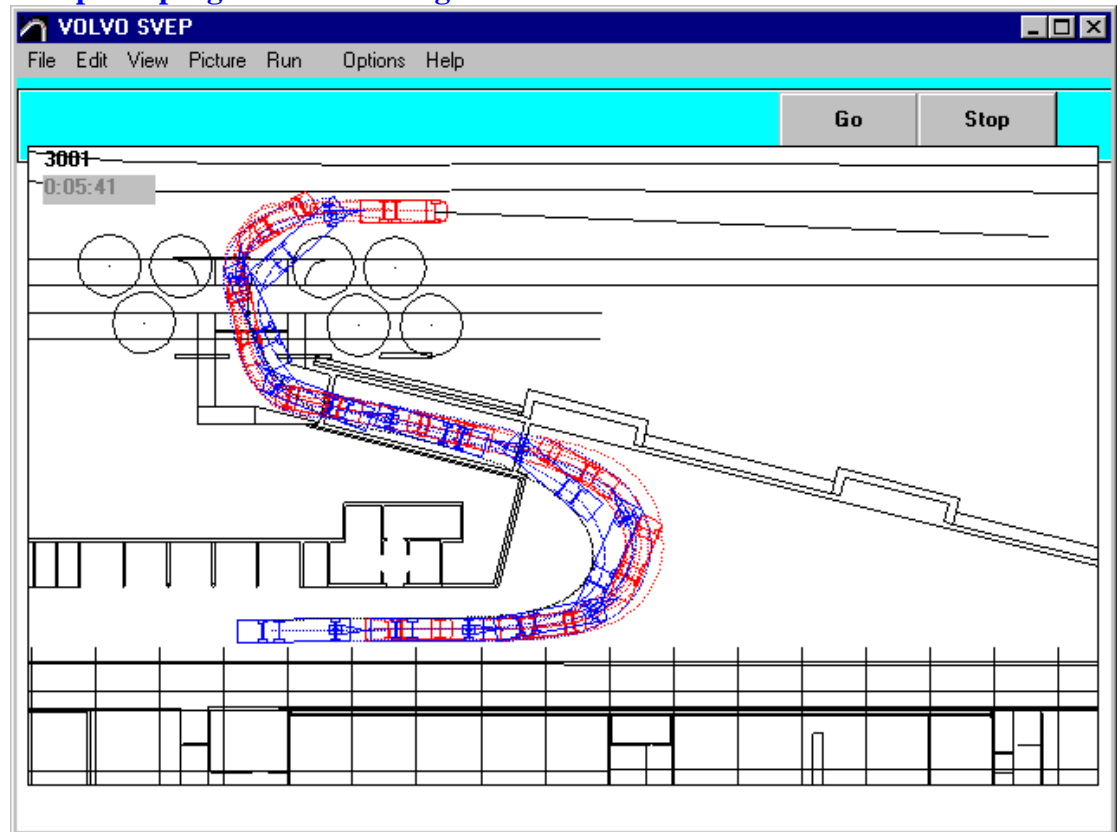 VOLVO SVEP
File Edit View Picture Run Options Help
Go Stop
3001
0:05:41